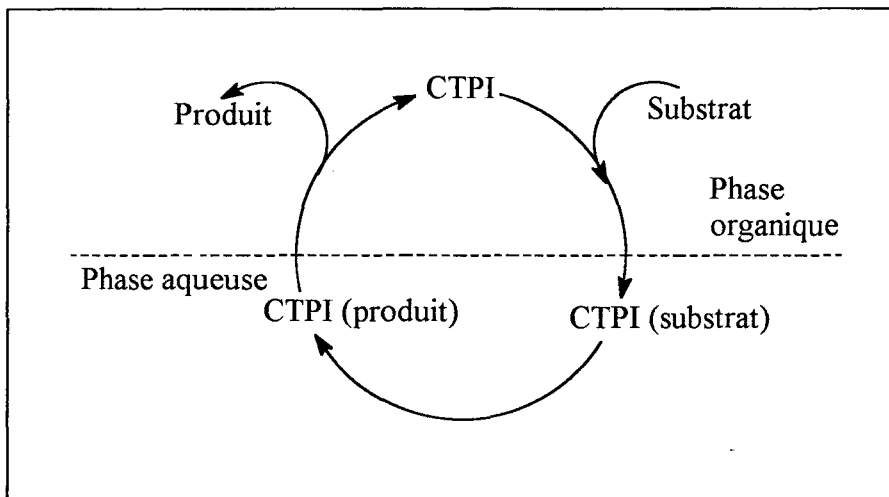 CTPI
Produit
Substrat
Phase
organique
Phase aqueuse
CTPI (produit)
CTPI (substrat)